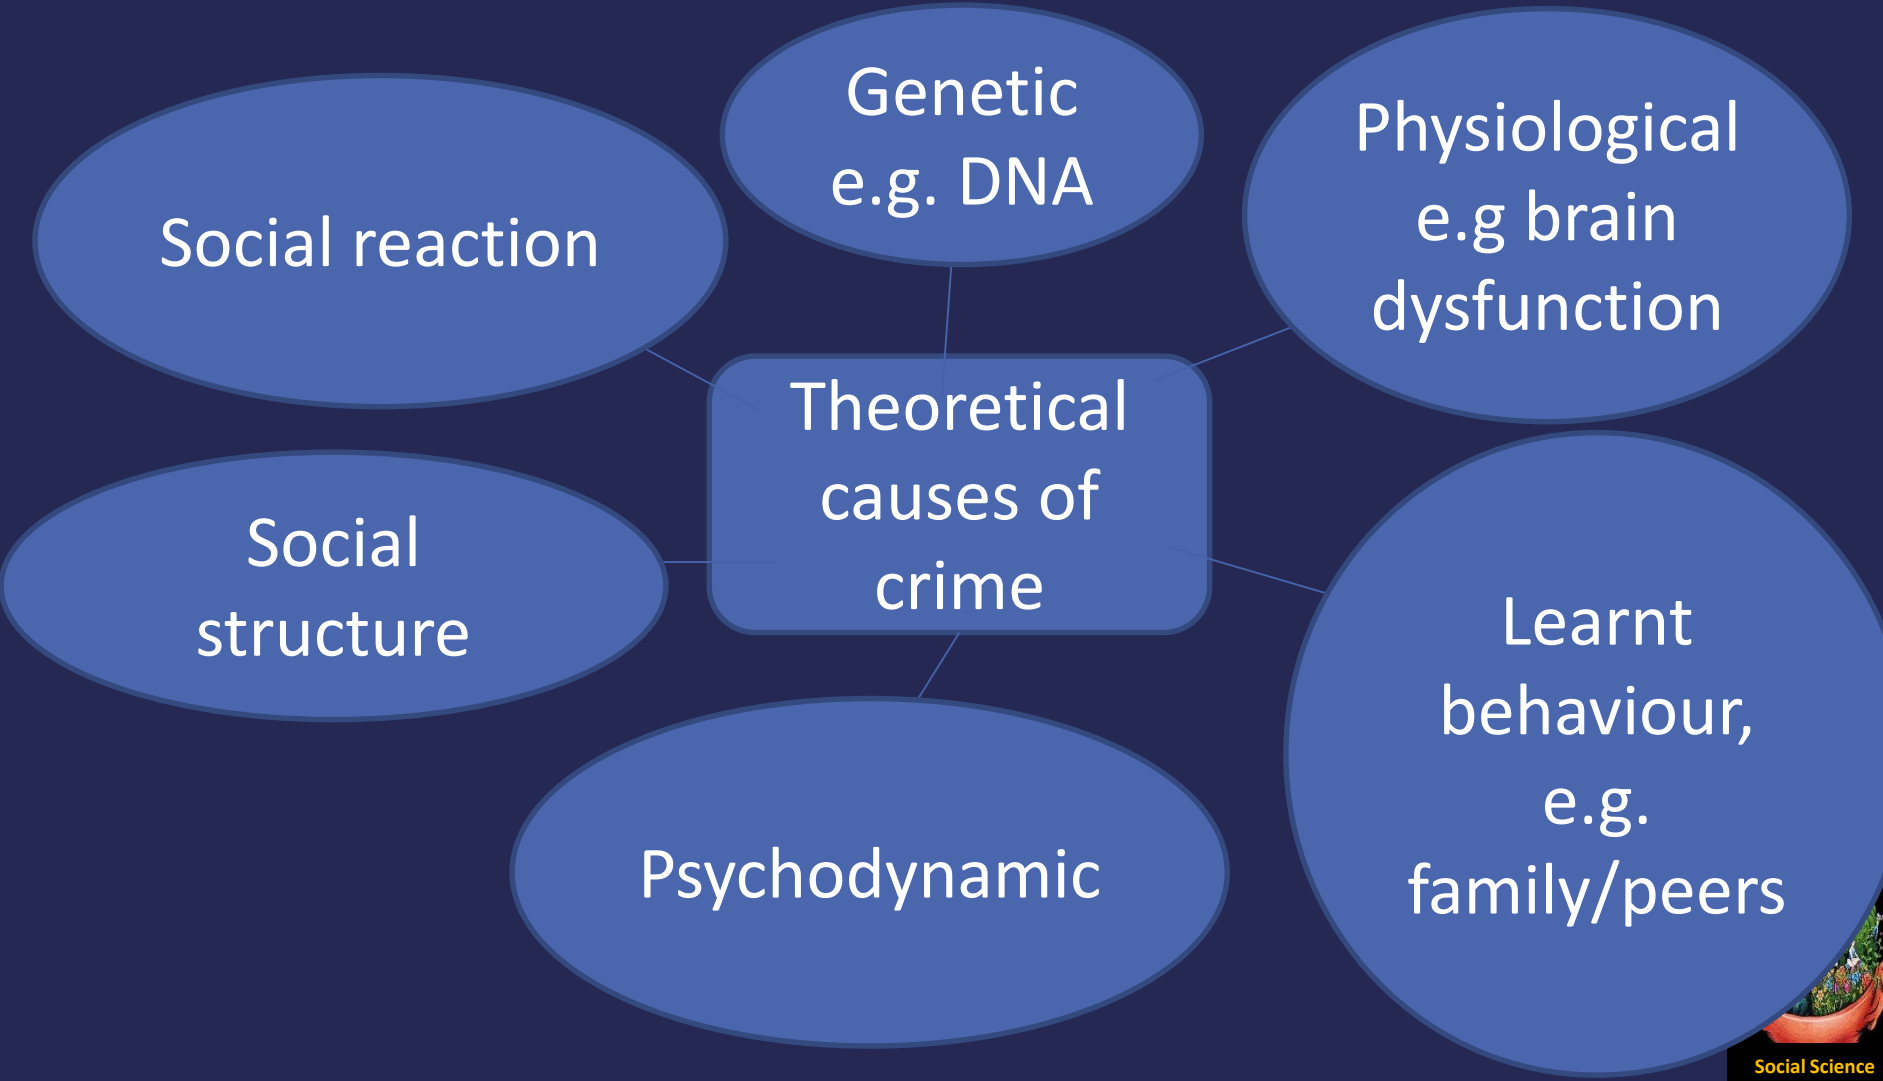 Genetic
e.g. DNA
Physiological
e.g brain
dysfunction
Social reaction
Theoretical
causes of
crime
Social
structure
Learnt
behaviour,
e.g.
family/peers
Psychodynamic
Social Science